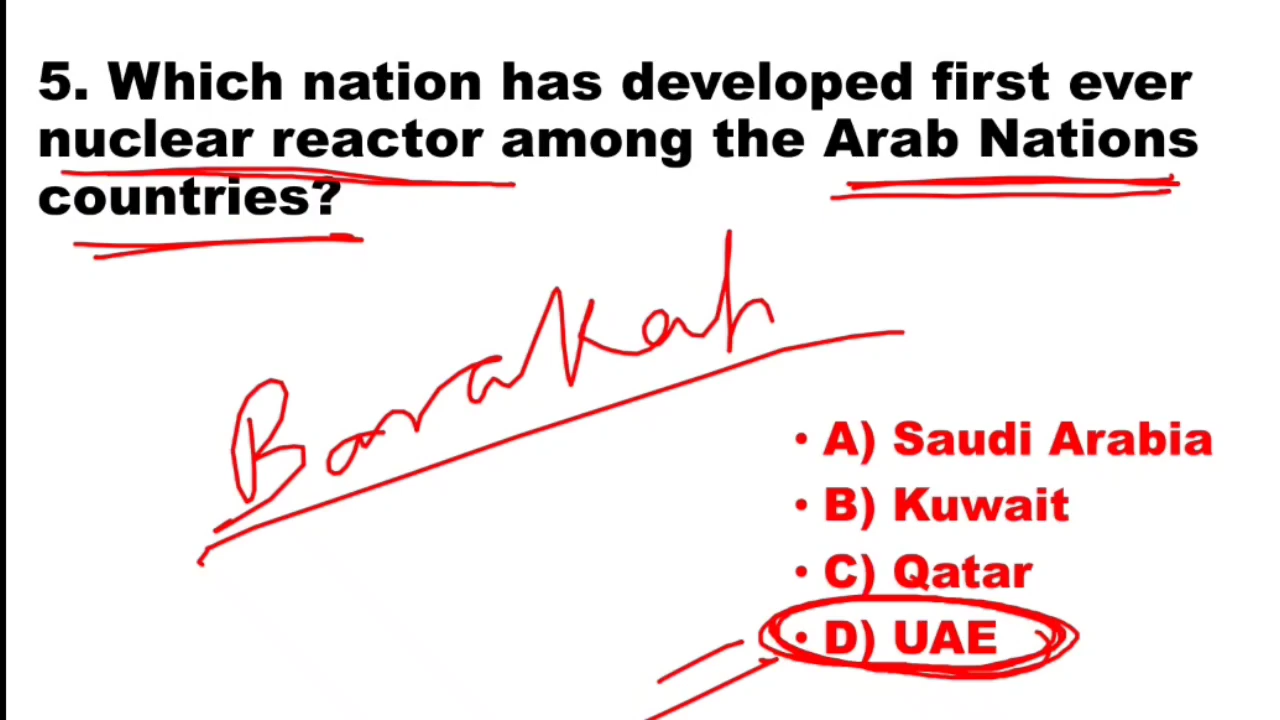 5. Which nation has developed first ever
nuclear reactor among the Arab Nations
countries?
Barakah
• A) Saudi Arabia
• B) Kuwait
• C) Qatar
• D) UAE